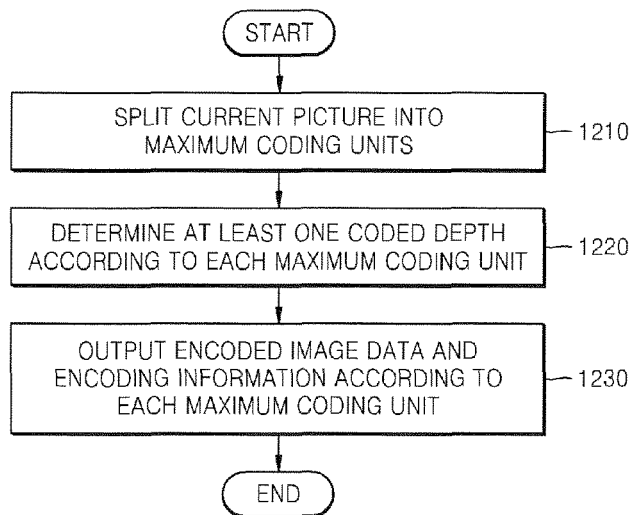 START
SPLIT CURRENT PICTURE INTO
MAXIMUM CODING UNITS
1210
DETERMINE AT LEAST ONE CODED DEPTH
ACCORDING TO EACH MAXIMUM CODING UNIT
1220
OUTPUT ENCODED IMAGE DATA AND
ENCODING INFORMATION ACCORDING TO
EACH MAXIMUM CODING UNIT
1230
END